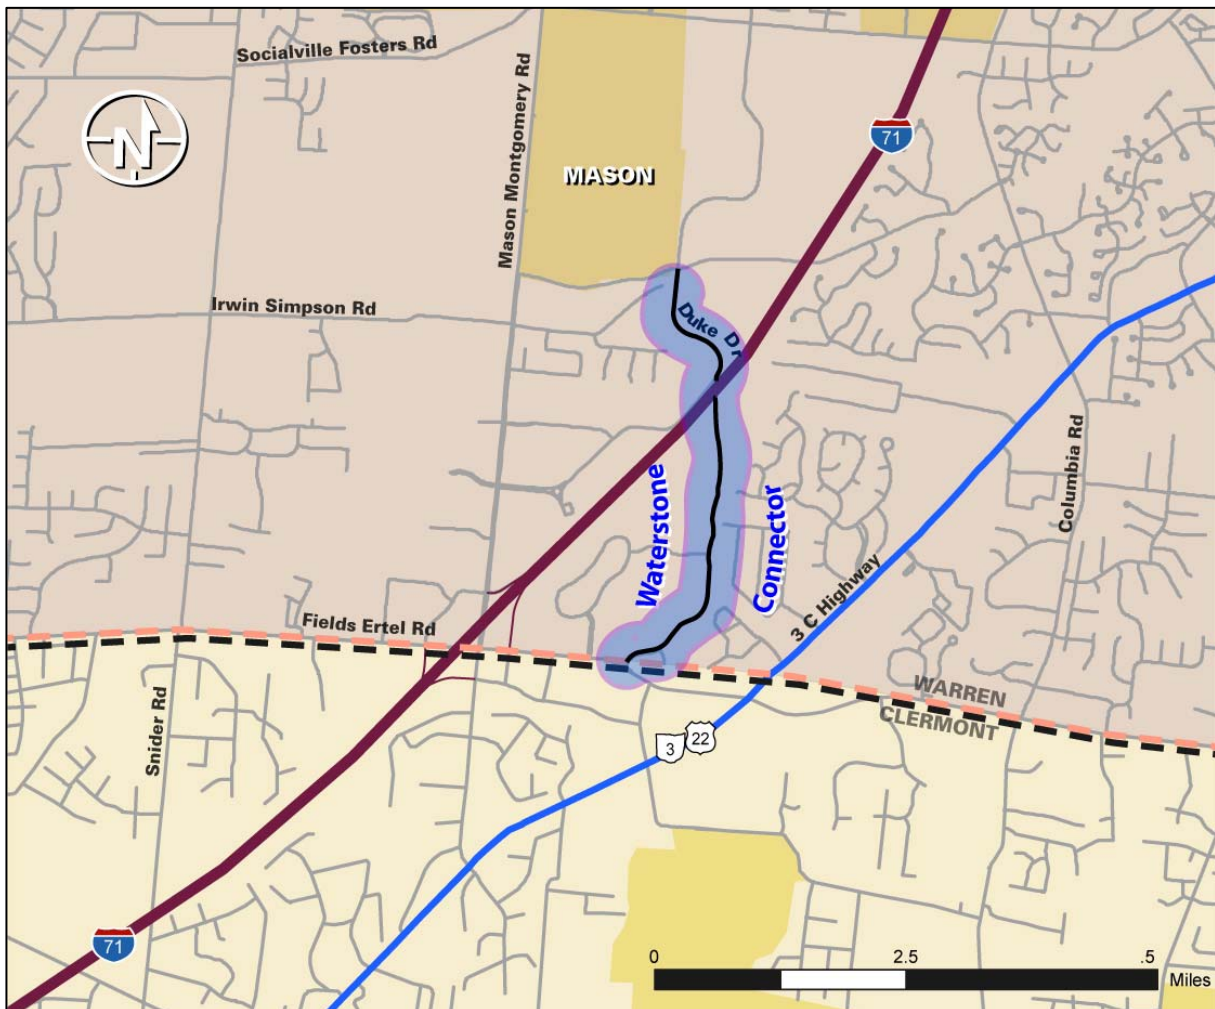 Socialville Fosters Rd
Mason Montgomery Rd
N
71
MASON
Irwin Simpson Rd
Duke Dr
Columbia Rd
Waterstone
Connector
3 C Highway
Fields Ertel Rd
WARREN
CLERMONT
Snider Rd
3
22
71
0 2.5 .5
Miles